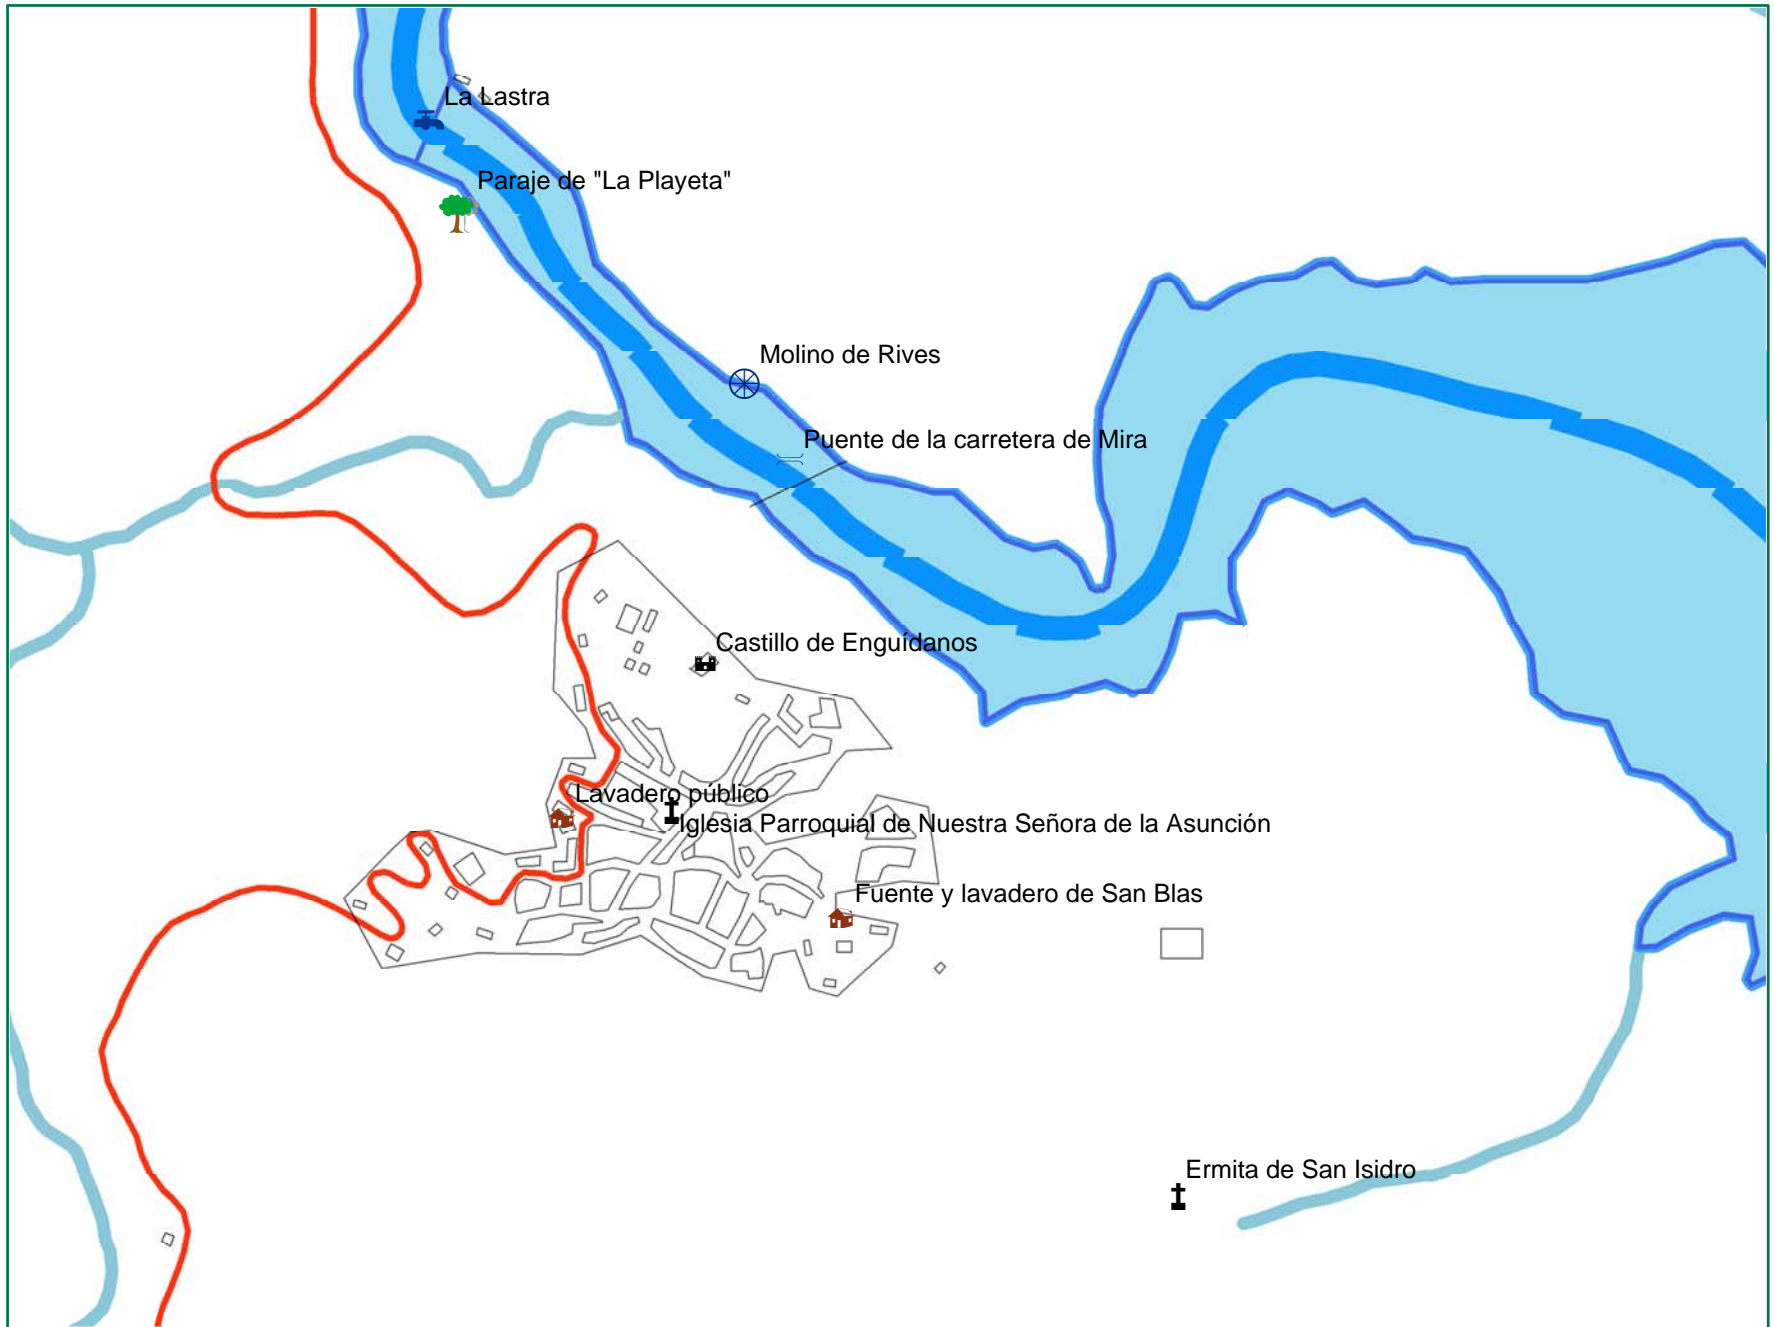 La Lastra
Paraje de "La Playeta"
Molino de Rives
Puente de la carretera de Mira
Castillo de Enguídanos
Lavadero público
Iglesia Parroquial de Nuestra Señora de la Asunción
Fuente y lavadero de San Blas
Ermita de San Isidro